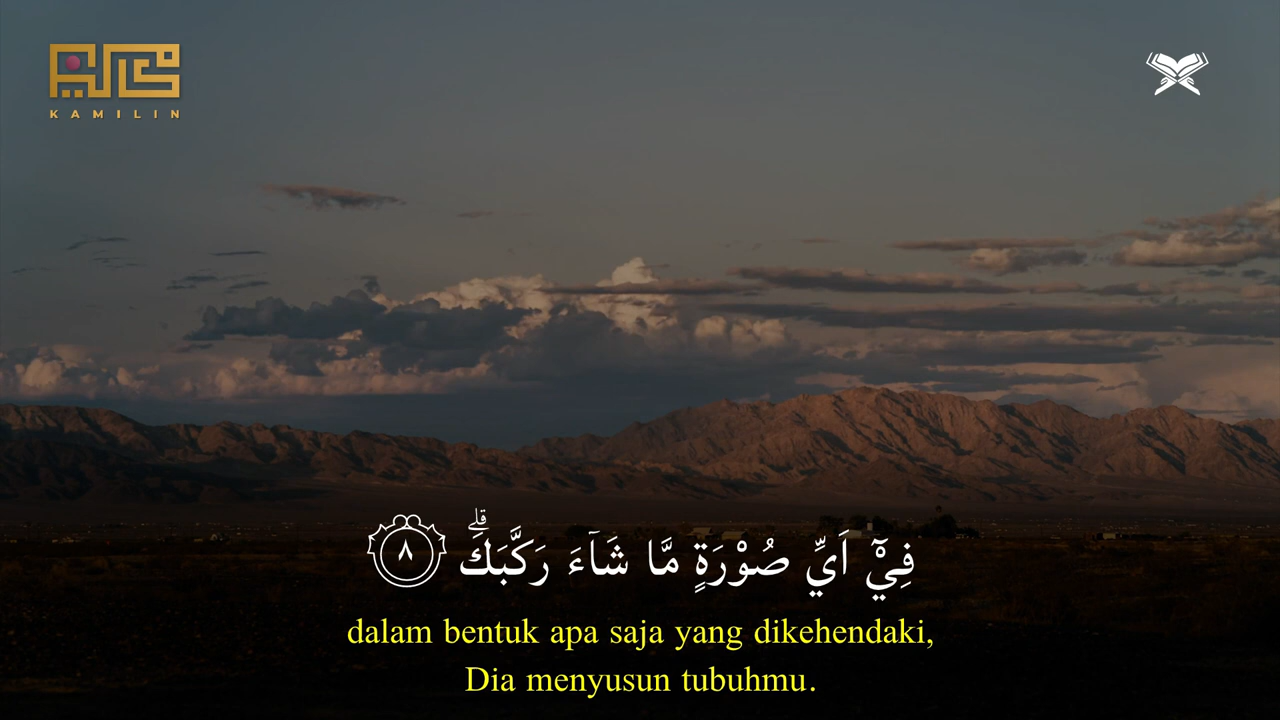 KAMILIN
فِيْٓ اَيِّ صُوْرَةٍ مَّا شَاۤءَ رَكَّبَكَۗ ٨
dalam bentuk apa saja yang dikehendaki,
Dia menyusun tubuhmu.